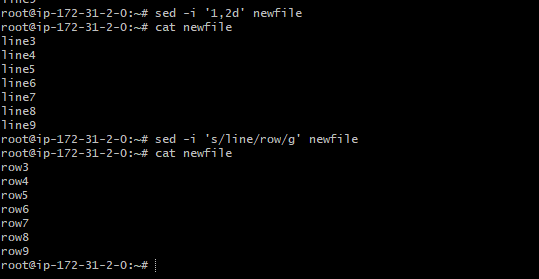 line9
root@ip-172-31-2-0:~# sed -i '1,2d' newfile
root@ip-172-31-2-0:~# cat newfile
line3
line4
line5
line6
line7
line8
line9
root@ip-172-31-2-0:~# sed -i 's/line/row/g' newfile
root@ip-172-31-2-0:~# cat newfile
row3
row4
row5
row6
row7
row8
row9
root@ip-172-31-2-0:~#